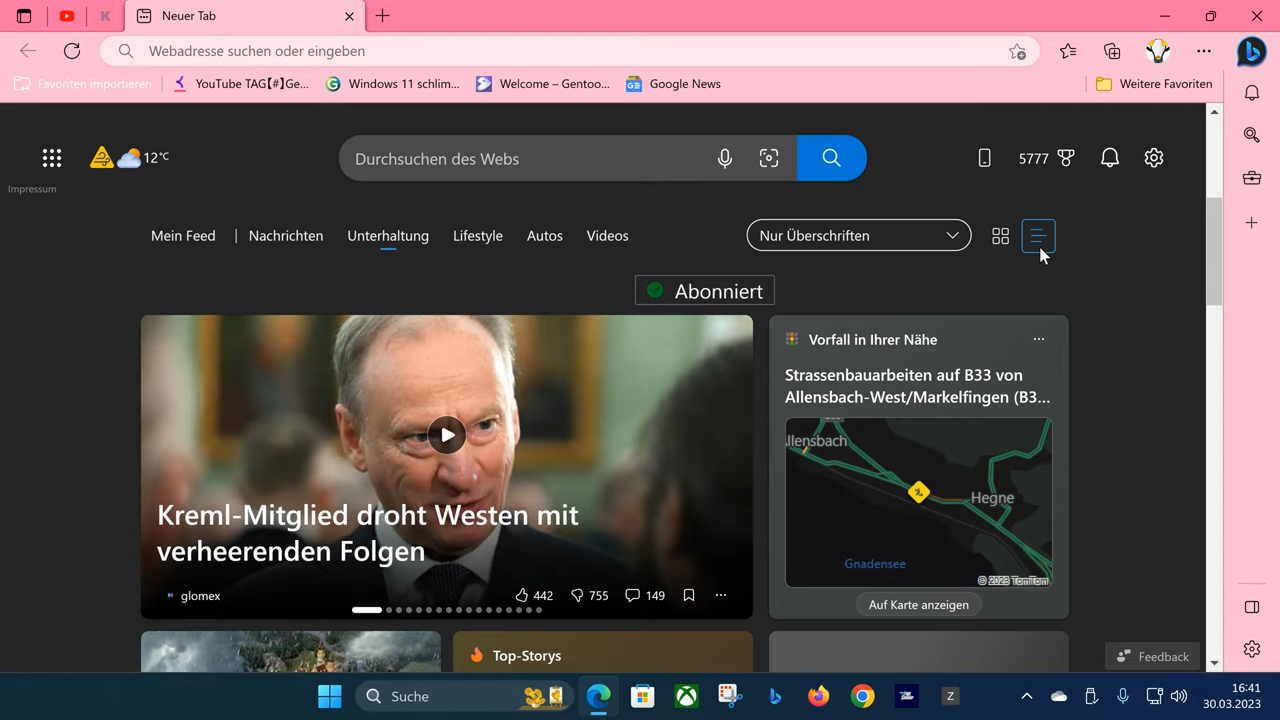 Neuer Tab
Webadresse suchen oder eingeben
Favoriten importieren
YouTube TAG【#】Ge...
Windows 11 schlim...
Welcome – Gentoo...
Google News
Weitere Favoriten
12°C
Durchsuchen des Webs
5777
Impressum
Mein Feed
Nachrichten
Unterhaltung
Lifestyle
Autos
Videos
Nur Überschriften
Abonniert
Kreml-Mitglied droht Westen mit
verheerenden Folgen
glomex
442
755
149
Vorfall in Ihrer Nähe
Strassenbauarbeiten auf B33 von
Allensbach-West/Markelfingen (B3...
llensbach
Hegne
Gnadensee
© 2023 TomTom
Auf Karte anzeigen
Top-Storys
Feedback
Suche
16:41
30.03.2023